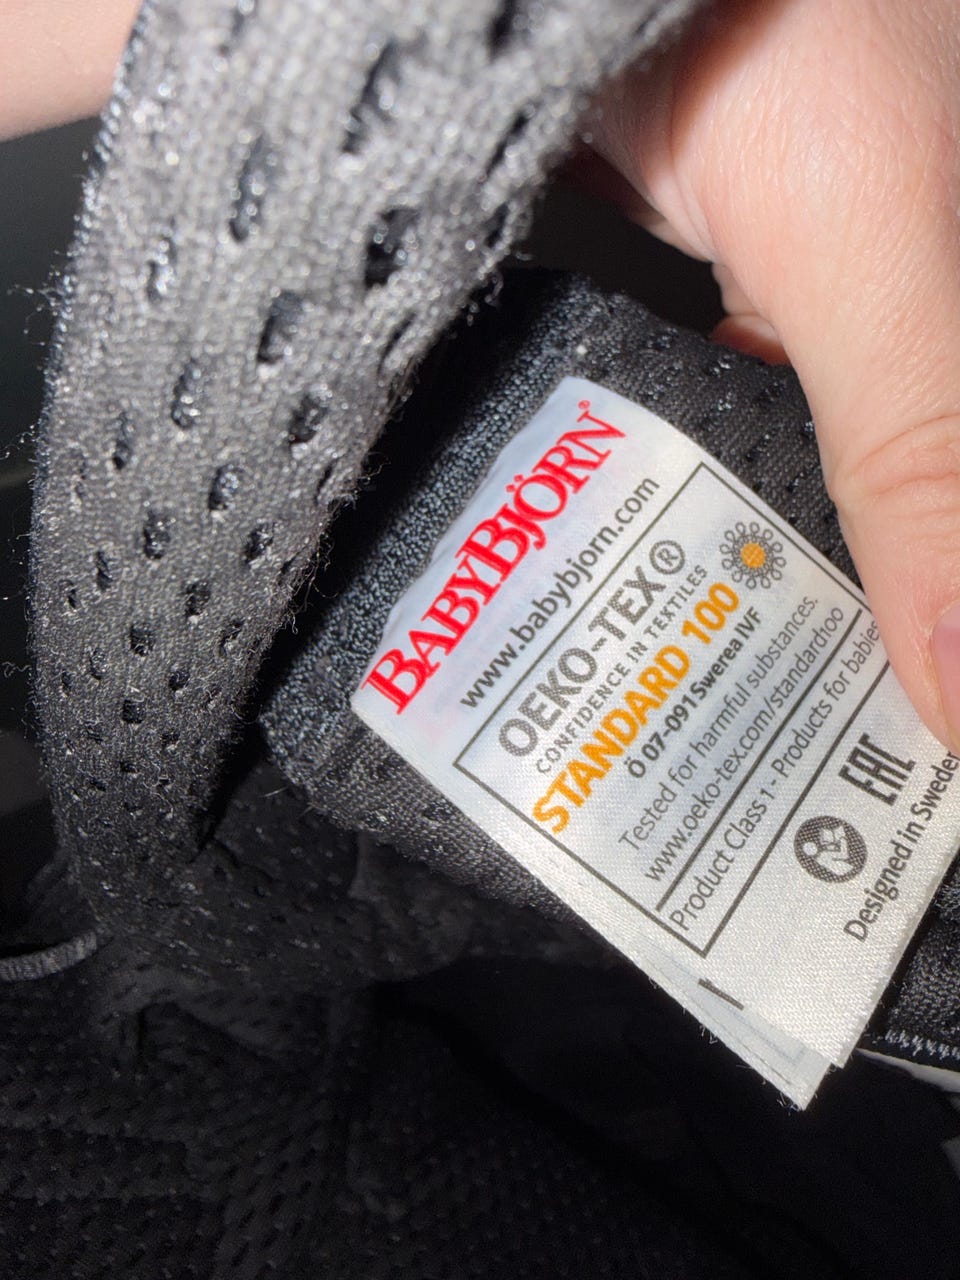 BABYBJÖRN®
www.babybjorn.com
OEKO-TEX®
CONFIDENCE IN TEXTILES
STANDARD 100
Ö 07-091 Swerea IVF
Tested for harmful substances.
www.oeko-tex.com/standard100
Product Class 1 - Products for babies
EAC
Designed in Sweden